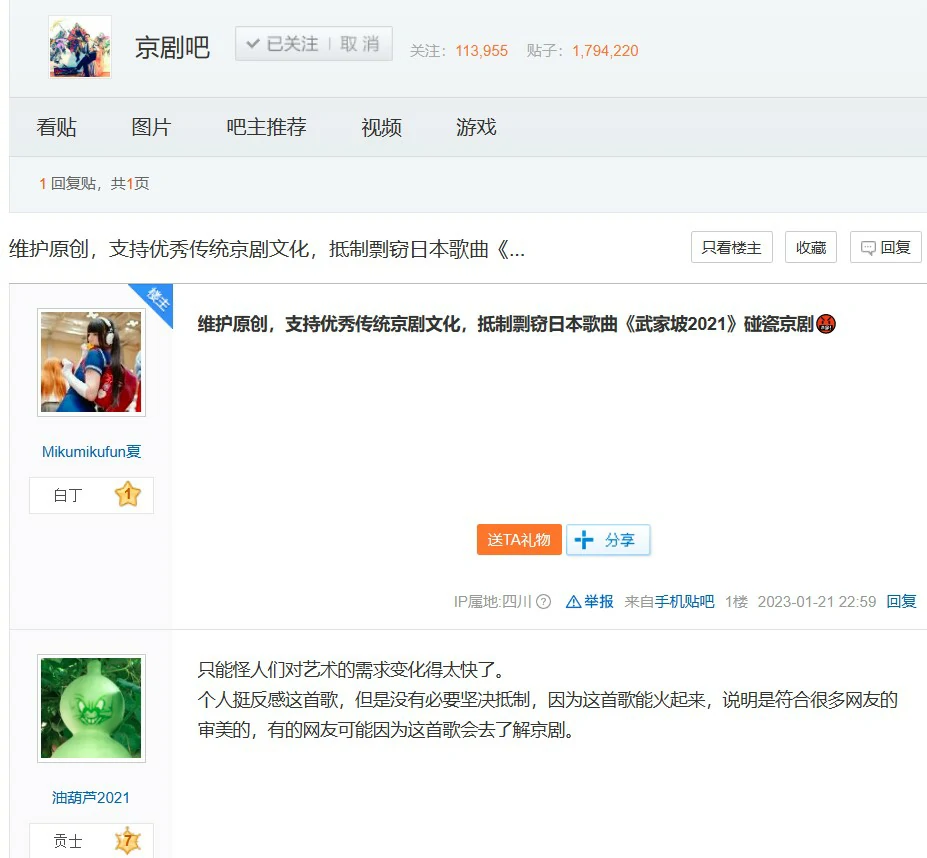 京剧吧
已关注 | 取 消
关注：113,955 贴子：1,794,220
看贴 图片 吧主推荐 视频 游戏
1 回复贴，共1页
维护原创，支持优秀传统京剧文化，抵制剽窃日本歌曲《...
只看楼主 收藏 回复
楼主
维护原创，支持优秀传统京剧文化，抵制剽窃日本歌曲《武家坡2021》碰瓷京剧
Mikumikufun夏
白丁 1
送TA礼物 分享
IP属地:四川 举报 来自手机贴吧 1楼 2023-01-21 22:59 回复
只能怪人们对艺术的需求变化得太快了。
个人挺反感这首歌，但是没有必要坚决抵制，因为这首歌能火起来，说明是符合很多网友的
审美的，有的网友可能因为这首歌会去了解京剧。
油葫芦2021
贡士 7